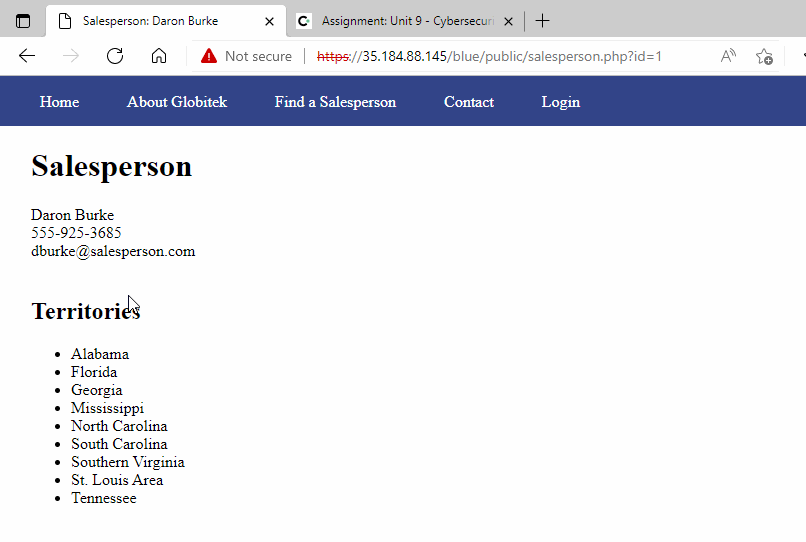 Salesperson: Daron Burke
Assignment: Unit 9 - Cybersecuri
Not secure
https://35.184.88.145/blue/public/salesperson.php?id=1
Home About Globitek Find a Salesperson Contact Login
Salesperson
Daron Burke
555-925-3685
dburke@salesperson.com
Territories
Alabama
Florida
Georgia
Mississippi
North Carolina
South Carolina
Southern Virginia
St. Louis Area
Tennessee